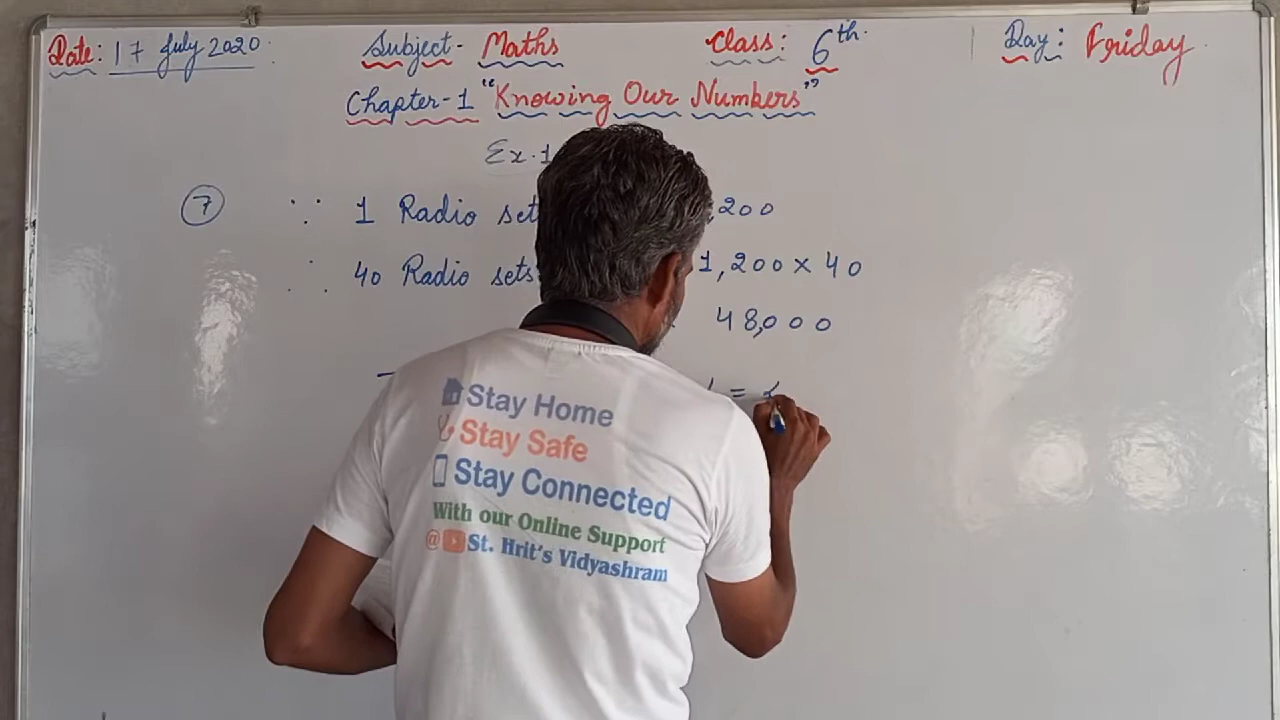 Date: 17 July 2020 Subject- Maths Class: 6th. Day: Friday
Chapter-1 "Knowing Our Numbers"
Ex.1
7 ∵ 1 Radio set ,200
∴ 40 Radio sets 1,200 × 40
48,000
=
Stay Home
Stay Safe
Stay Connected
With our Online Support
@ St. Hrit's Vidyashram